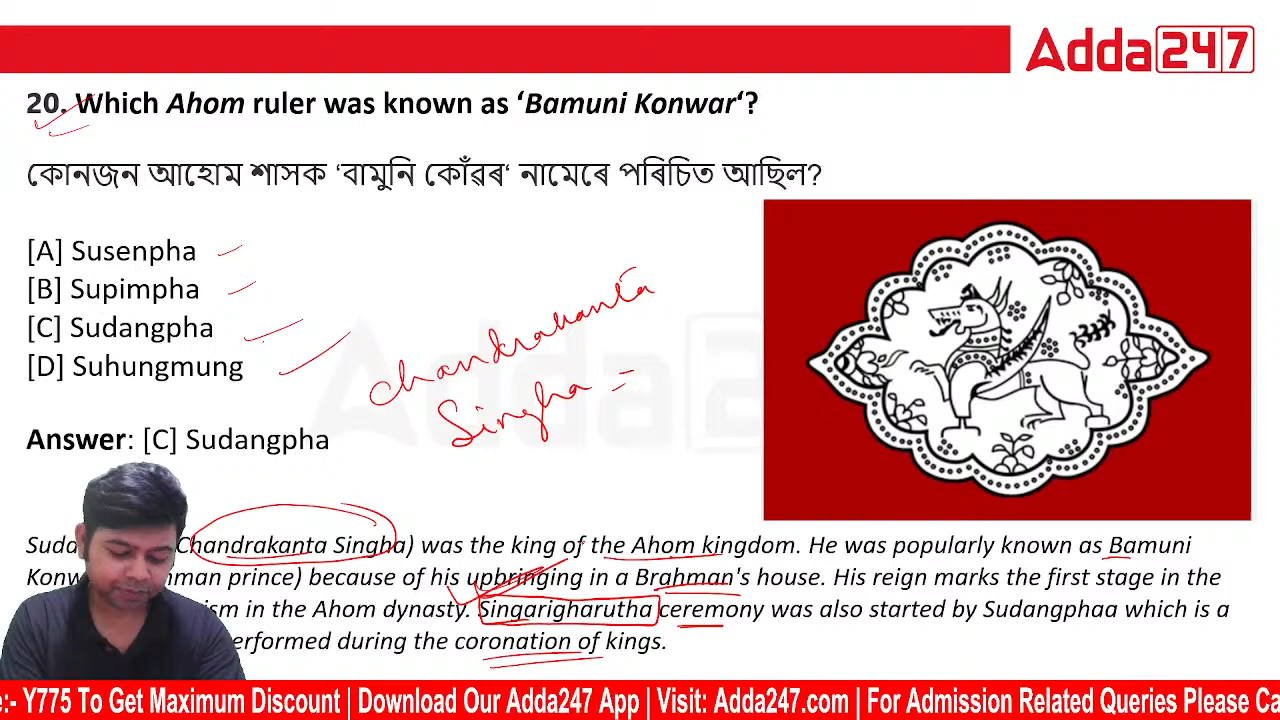 Adda247
20. Which Ahom ruler was known as ‘Bamuni Konwar‘?
কোনজন আহোম শাসক ‘বামুনি কোঁৱৰ‘ নামেৰে পৰিচিত আছিল?
[A] Susenpha
[B] Supimpha
[C] Sudangpha
[D] Suhungmung
Chandrakanta
Singha =
Adda247
Answer: [C] Sudangpha
Suda Chandrakanta Singha) was the king of the Ahom kingdom. He was popularly known as Bamuni
Konw hman prince) because of his upbringing in a Brahman's house. His reign marks the first stage in the
ism in the Ahom dynasty. Singarigharutha ceremony was also started by Sudangphaa which is a
erformed during the coronation of kings.
e:- Y775 To Get Maximum Discount | Download Our Adda247 App | Visit: Adda247.com | For Admission Related Queries Please Ca